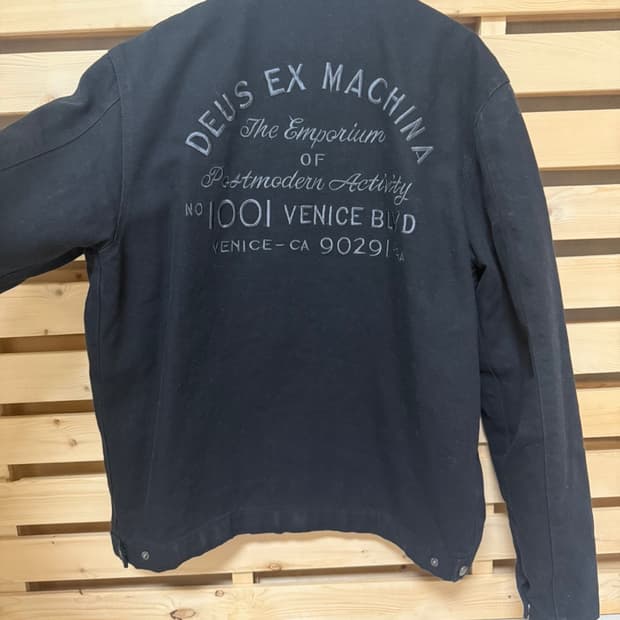 DEUS EX MACHINA
The Emporium
OF
Postmodern Activity
NO 1001 VENICE BLVD
VENICE-CA 90291